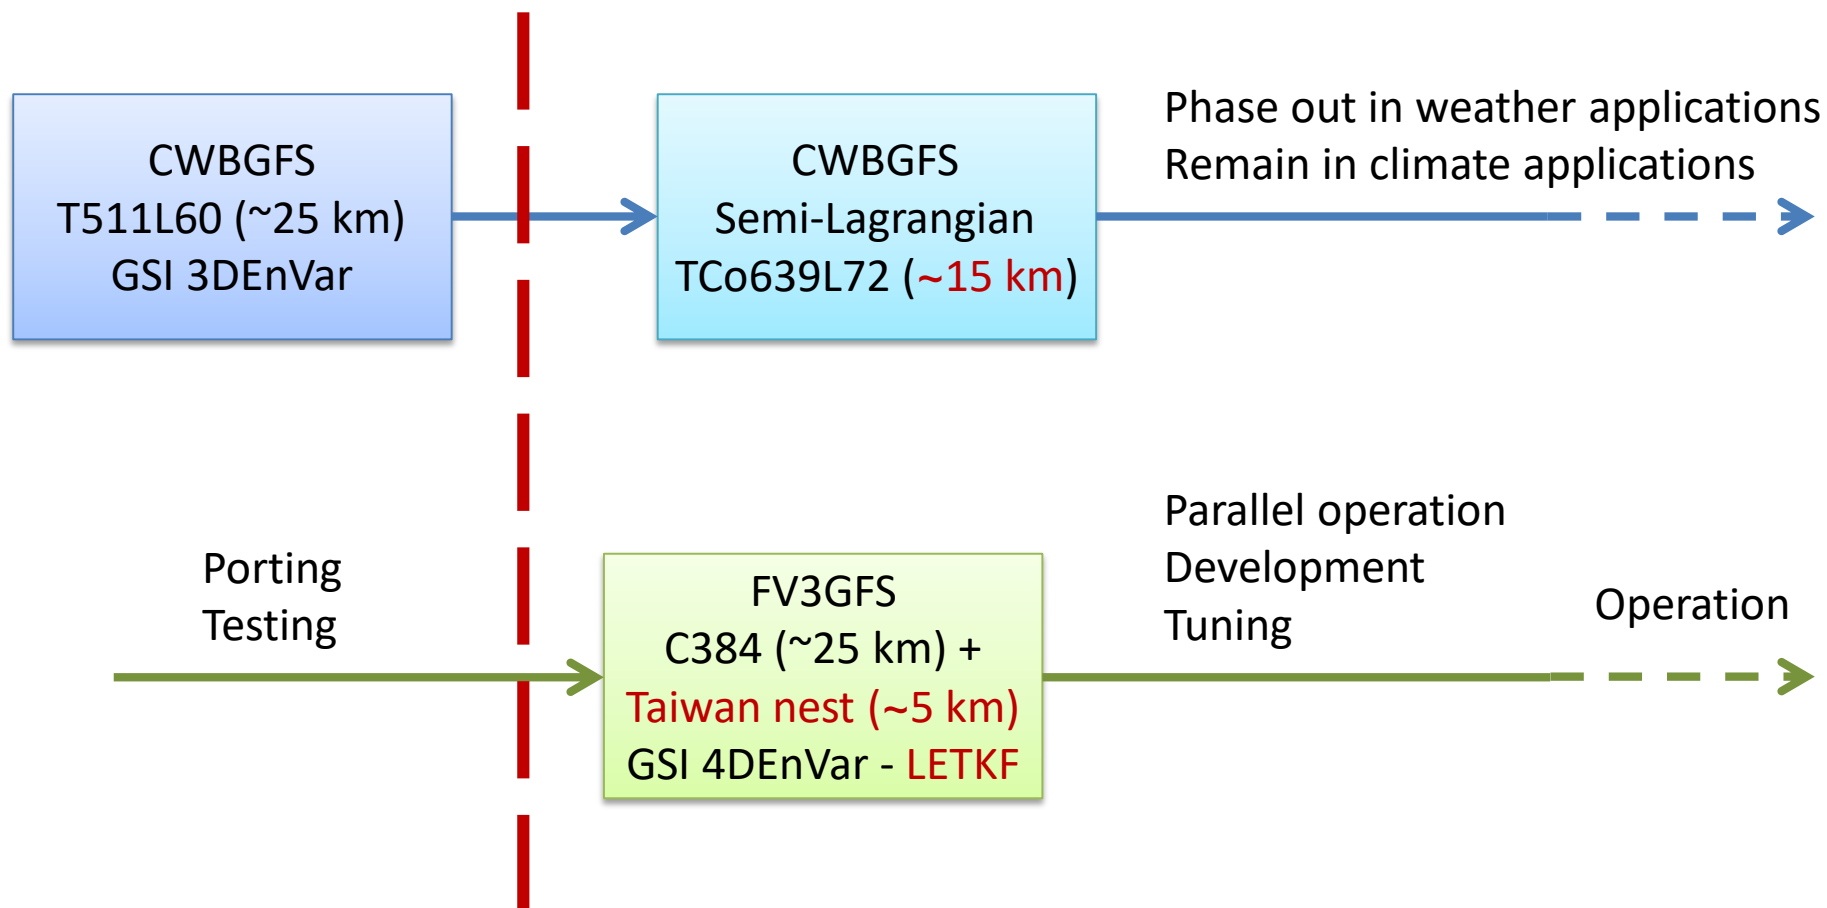 CWBGFS
T511L60 (~25 km)
GSI 3DEnVar
CWBGFS
Semi-Lagrangian
TCo639L72 (~15 km)
Phase out in weather applications
Remain in climate applications
Porting
Testing
FV3GFS
C384 (~25 km) +
Taiwan nest (~5 km)
GSI 4DEnVar - LETKF
Parallel operation
Development
Tuning
Operation